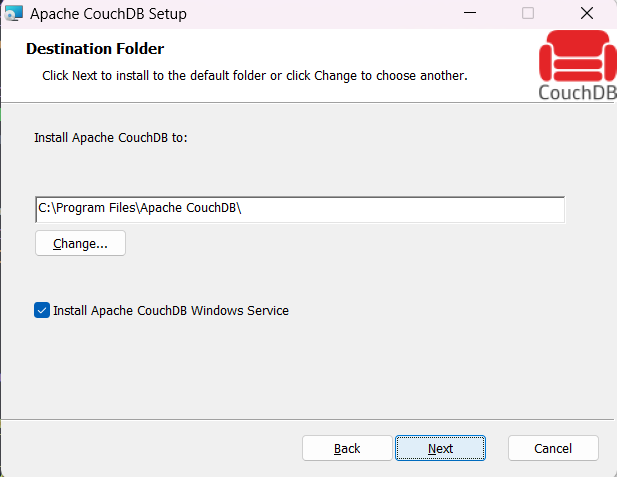 Apache CouchDB Setup
Destination Folder
Click Next to install to the default folder or click Change to choose another.
CouchDB
Install Apache CouchDB to:
C:\Program Files\Apache CouchDB\
Change...
Install Apache CouchDB Windows Service
Back Next Cancel